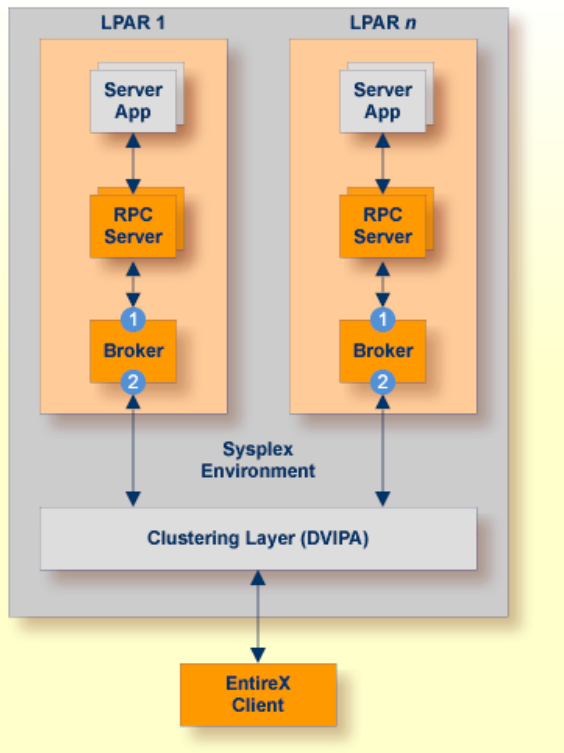 LPAR 1
LPAR n
Server
App
Server
App
RPC
Server
RPC
Server
1
1
Broker
Broker
2
2
Sysplex
Environment
Clustering Layer (DVIPA)
EntireX
Client